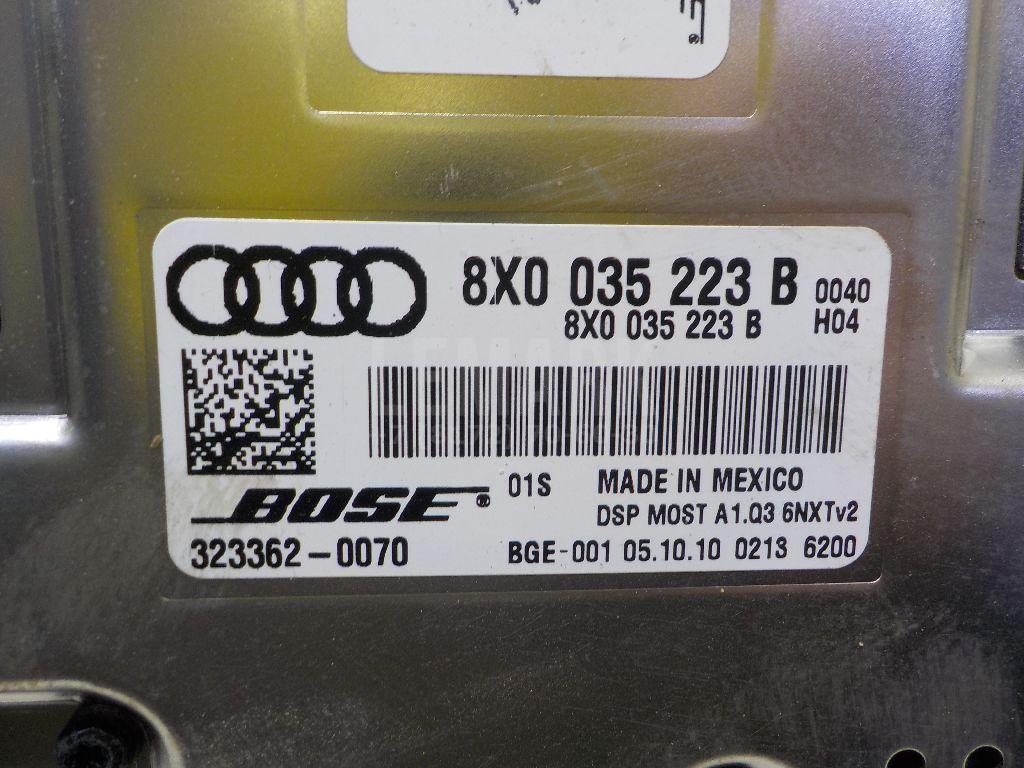 8X0 035 223 B 0040
8X0 035 223 B H04
BOSE® 01S MADE IN MEXICO
DSP MOST A1.Q3 6NXTv2
323362-0070 BGE-001 05.10.10 0213 6200